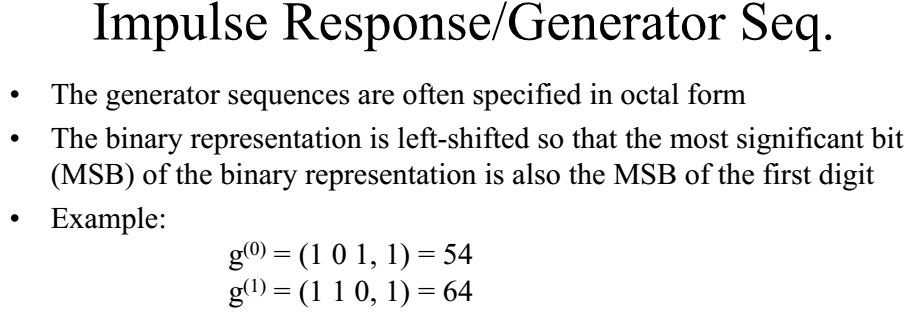 Impulse Response/Generator Seq.
• The generator sequences are often specified in octal form
• The binary representation is left-shifted so that the most significant bit
(MSB) of the binary representation is also the MSB of the first digit
• Example:
g⁽⁰⁾ = (1 0 1, 1) = 54
g⁽¹⁾ = (1 1 0, 1) = 64